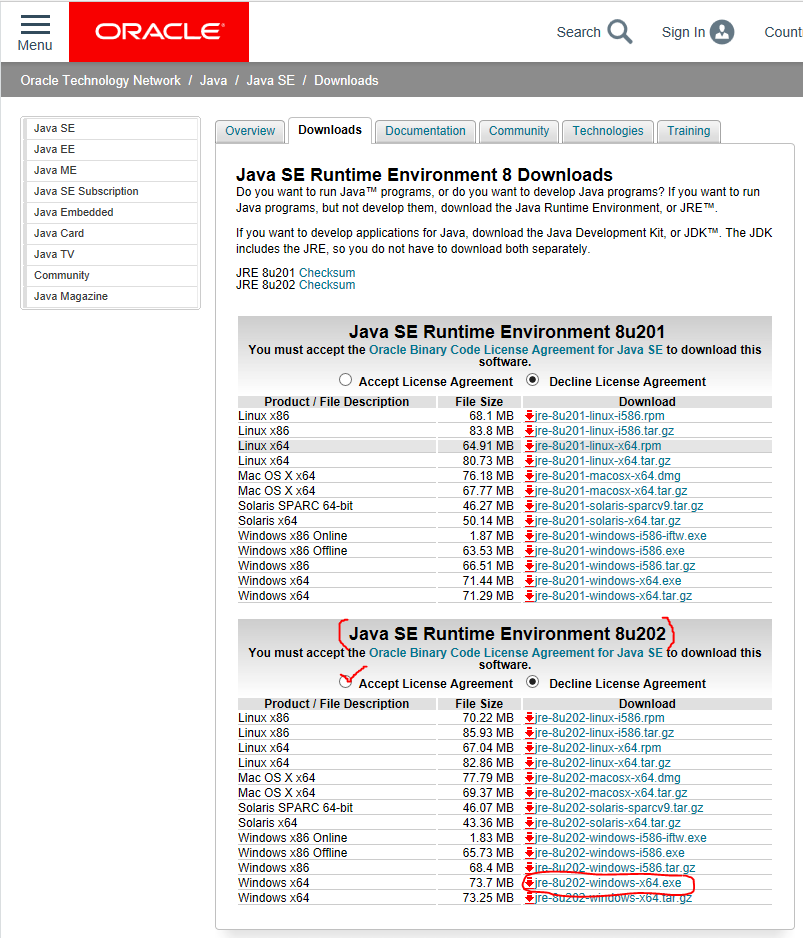 Menu
ORACLE®
Search
Sign In
Count
Oracle Technology Network / Java / Java SE / Downloads
Java SE
Java EE
Java ME
Java SE Subscription
Java Embedded
Java Card
Java TV
Community
Java Magazine
Overview Downloads Documentation Community Technologies Training
Java SE Runtime Environment 8 Downloads
Do you want to run Java™ programs, or do you want to develop Java programs? If you want to run
Java programs, but not develop them, download the Java Runtime Environment, or JRE™.
If you want to develop applications for Java, download the Java Development Kit, or JDK™. The JDK
includes the JRE, so you do not have to download both separately.
JRE 8u201 Checksum
JRE 8u202 Checksum
Java SE Runtime Environment 8u201
You must accept the Oracle Binary Code License Agreement for Java SE to download this
software.
Accept License Agreement Decline License Agreement
Product / File Description File Size Download
Linux x86 68.1 MB jre-8u201-linux-i586.rpm
Linux x86 83.8 MB jre-8u201-linux-i586.tar.gz
Linux x64 64.91 MB jre-8u201-linux-x64.rpm
Linux x64 80.73 MB jre-8u201-linux-x64.tar.gz
Mac OS X x64 76.18 MB jre-8u201-macosx-x64.dmg
Mac OS X x64 67.77 MB jre-8u201-macosx-x64.tar.gz
Solaris SPARC 64-bit 46.27 MB jre-8u201-solaris-sparcv9.tar.gz
Solaris x64 50.14 MB jre-8u201-solaris-x64.tar.gz
Windows x86 Online 1.87 MB jre-8u201-windows-i586-iftw.exe
Windows x86 Offline 63.53 MB jre-8u201-windows-i586.exe
Windows x86 66.51 MB jre-8u201-windows-i586.tar.gz
Windows x64 71.44 MB jre-8u201-windows-x64.exe
Windows x64 71.29 MB jre-8u201-windows-x64.tar.gz
Java SE Runtime Environment 8u202
You must accept the Oracle Binary Code License Agreement for Java SE to download this
software.
Accept License Agreement Decline License Agreement
Product / File Description File Size Download
Linux x86 70.22 MB jre-8u202-linux-i586.rpm
Linux x86 85.93 MB jre-8u202-linux-i586.tar.gz
Linux x64 67.04 MB jre-8u202-linux-x64.rpm
Linux x64 82.86 MB jre-8u202-linux-x64.tar.gz
Mac OS X x64 77.79 MB jre-8u202-macosx-x64.dmg
Mac OS X x64 69.37 MB jre-8u202-macosx-x64.tar.gz
Solaris SPARC 64-bit 46.07 MB jre-8u202-solaris-sparcv9.tar.gz
Solaris x64 43.36 MB jre-8u202-solaris-x64.tar.gz
Windows x86 Online 1.83 MB jre-8u202-windows-i586-iftw.exe
Windows x86 Offline 65.73 MB jre-8u202-windows-i586.exe
Windows x86 68.4 MB jre-8u202-windows-i586.tar.gz
Windows x64 73.7 MB jre-8u202-windows-x64.exe
Windows x64 73.25 MB jre-8u202-windows-x64.tar.gz